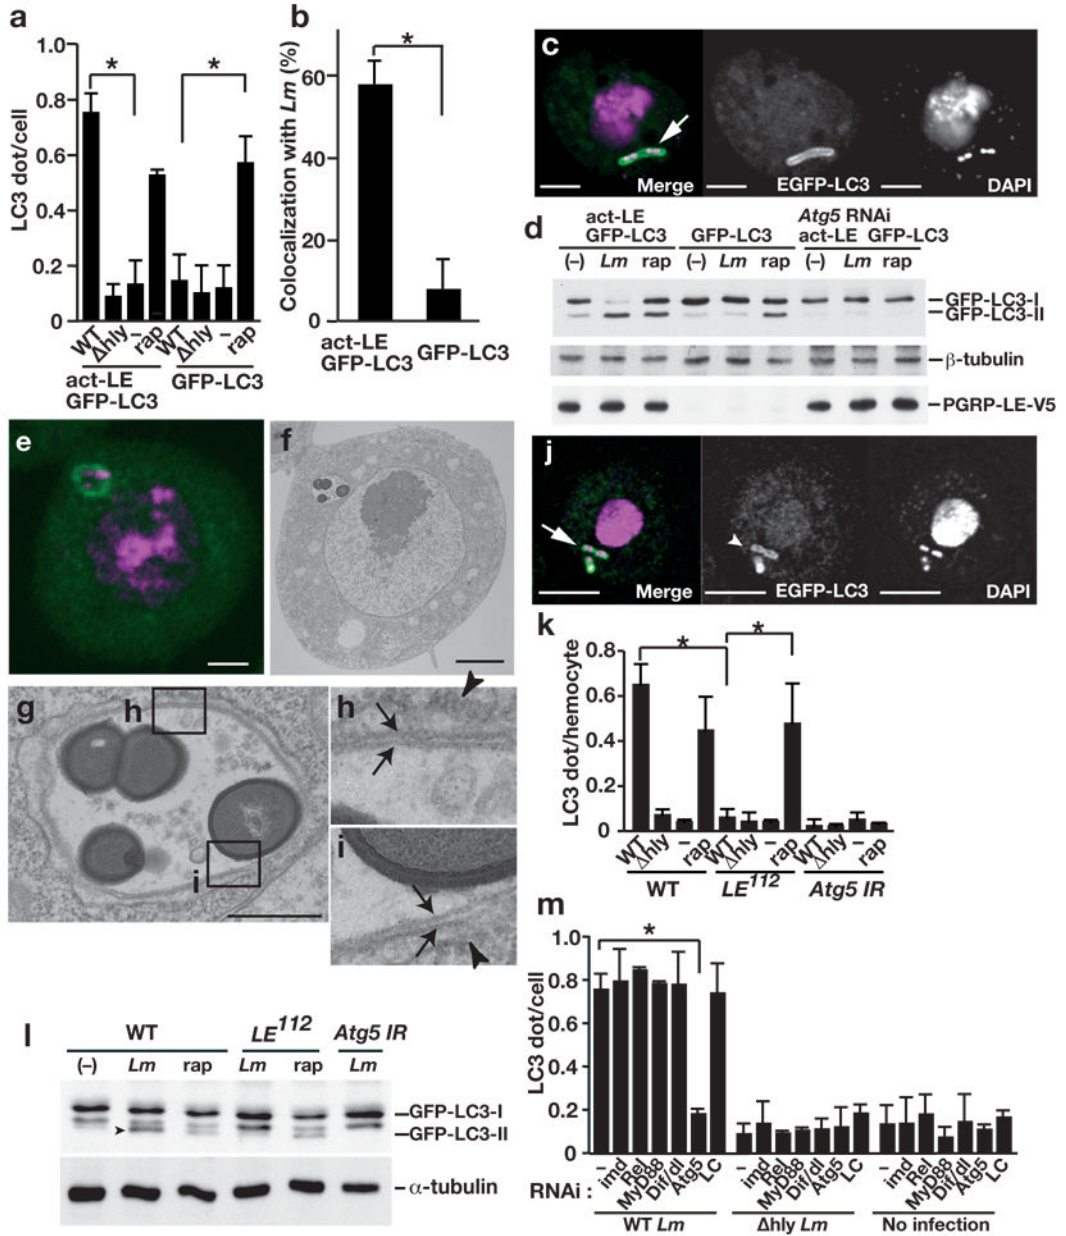 a
LC3 dot/cell
1.0
0.8
0.6
0.4
0.2
0
*
*
WT Δhly – rap WT Δhly – rap
act-LE GFP-LC3
GFP-LC3
b
Colocalization with Lm (%)
60
40
20
0
*
act-LE GFP-LC3
GFP-LC3
c
Merge
EGFP-LC3
DAPI
d
act-LE GFP-LC3
GFP-LC3
Atg5 RNAi
act-LE GFP-LC3
(–) Lm rap (–) Lm rap (–) Lm rap
GFP-LC3-I
GFP-LC3-II
β-tubulin
PGRP-LE-V5
e
f
g
h
i
h
i
j
Merge
EGFP-LC3
DAPI
k
LC3 dot/hemocyte
0.8
0.6
0.4
0.2
0
*
*
WT Δhly – rap WT Δhly – rap WT Δhly – rap
WT
LE112
Atg5 IR
l
WT LE112 Atg5 IR
(–) Lm rap Lm rap Lm
GFP-LC3-I
GFP-LC3-II
α-tubulin
m
LC3 dot/cell
1.0
0.8
0.6
0.4
0.2
0
*
RNAi : – imd Rel MyD88 Dif/dl Atg5 LC – imd Rel MyD88 Dif/dl Atg5 LC – imd Rel MyD88 Dif/dl Atg5 LC
WT Lm
Δhly Lm
No infection